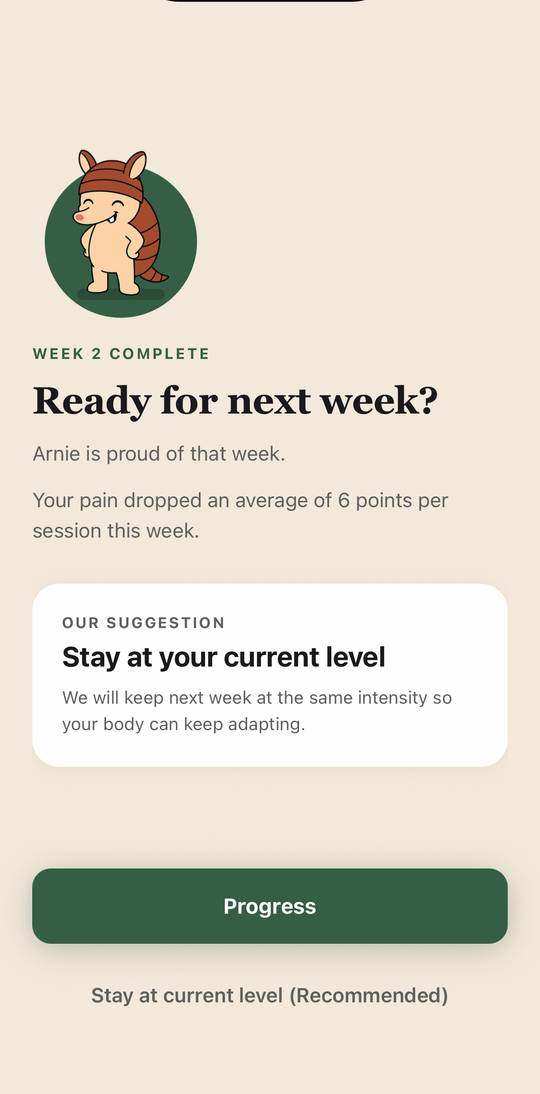 WEEK 2 COMPLETE
Ready for next week?
Arnie is proud of that week.
Your pain dropped an average of 6 points per
session this week.
OUR SUGGESTION
Stay at your current level
We will keep next week at the same intensity so
your body can keep adapting.
Progress
Stay at current level (Recommended)